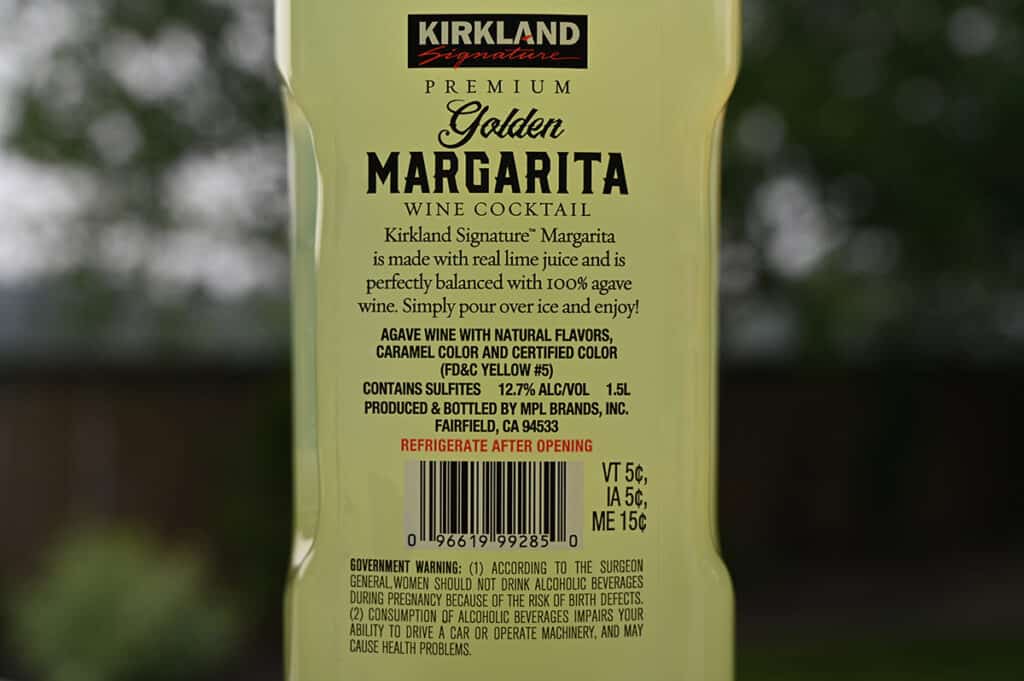 KIRKLAND
Signature
PREMIUM
Golden
MARGARITA
WINE COCKTAIL
Kirkland Signature™ Margarita
is made with real lime juice and is
perfectly balanced with 100% agave
wine. Simply pour over ice and enjoy!
AGAVE WINE WITH NATURAL FLAVORS,
CARAMEL COLOR AND CERTIFIED COLOR
(FD&C YELLOW #5)
CONTAINS SULFITES 12.7% ALC/VOL 1.5L
PRODUCED & BOTTLED BY MPL BRANDS, INC.
FAIRFIELD, CA 94533
REFRIGERATE AFTER OPENING
VT 5¢,
IA 5¢,
ME 15¢
0 96619 99285 0
GOVERNMENT WARNING: (1) ACCORDING TO THE SURGEON
GENERAL,WOMEN SHOULD NOT DRINK ALCOHOLIC BEVERAGES
DURING PREGNANCY BECAUSE OF THE RISK OF BIRTH DEFECTS.
(2) CONSUMPTION OF ALCOHOLIC BEVERAGES IMPAIRS YOUR
ABILITY TO DRIVE A CAR OR OPERATE MACHINERY, AND MAY
CAUSE HEALTH PROBLEMS.